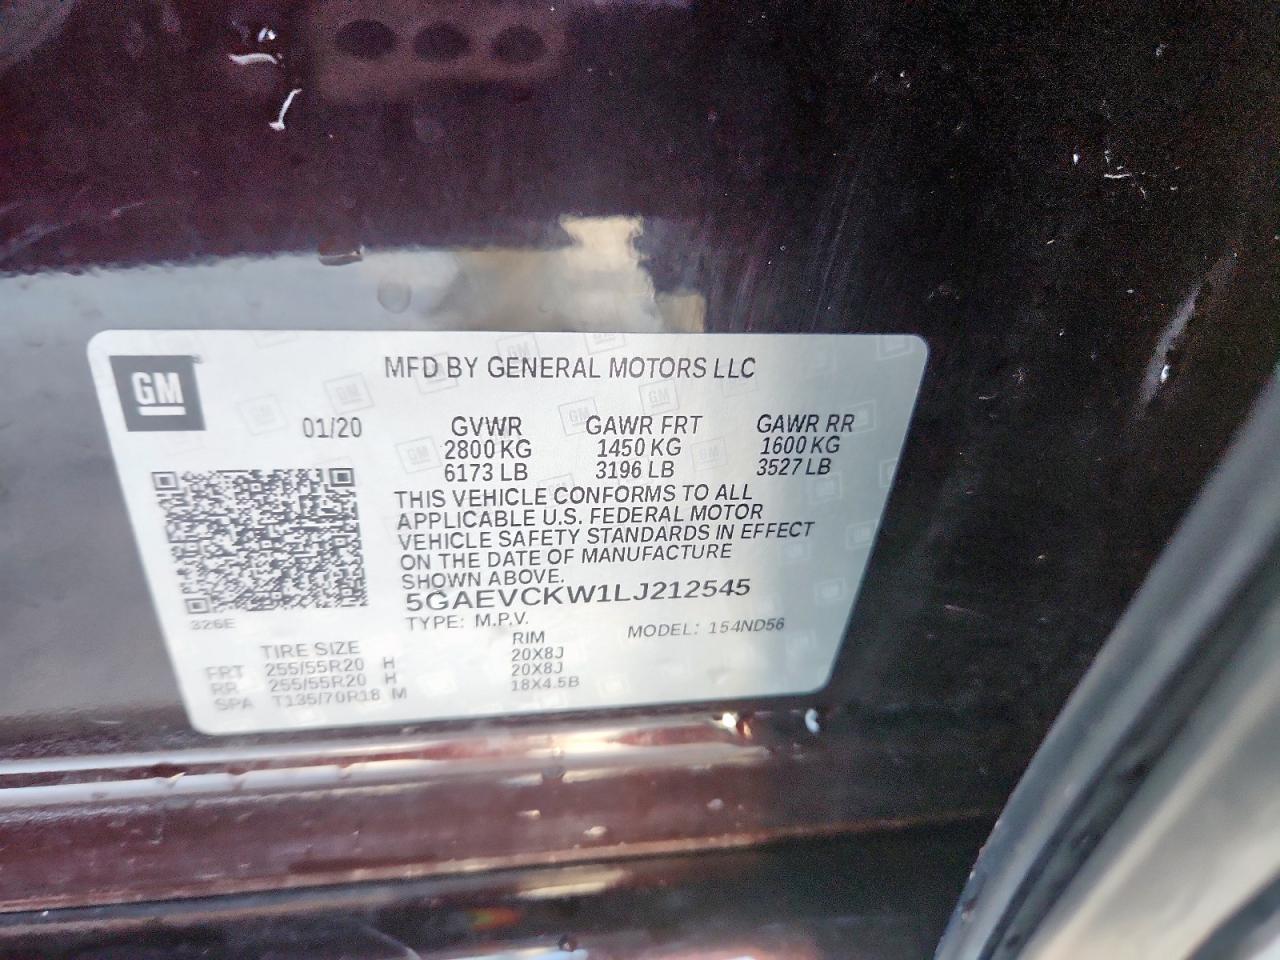 GM
MFD BY GENERAL MOTORS LLC
01/20 GVWR GAWR FRT GAWR RR
2800 KG 1450 KG 1600 KG
6173 LB 3196 LB 3527 LB
THIS VEHICLE CONFORMS TO ALL
APPLICABLE U.S. FEDERAL MOTOR
VEHICLE SAFETY STANDARDS IN EFFECT
ON THE DATE OF MANUFACTURE
SHOWN ABOVE.
5GAEVCKW1LJ212545
326E
TYPE: M.P.V. MODEL: 154ND56
TIRE SIZE RIM
FRT 255/55R20 H 20X8J
RR 255/55R20 H 20X8J
SPA T135/70R18 M 18X4.5B